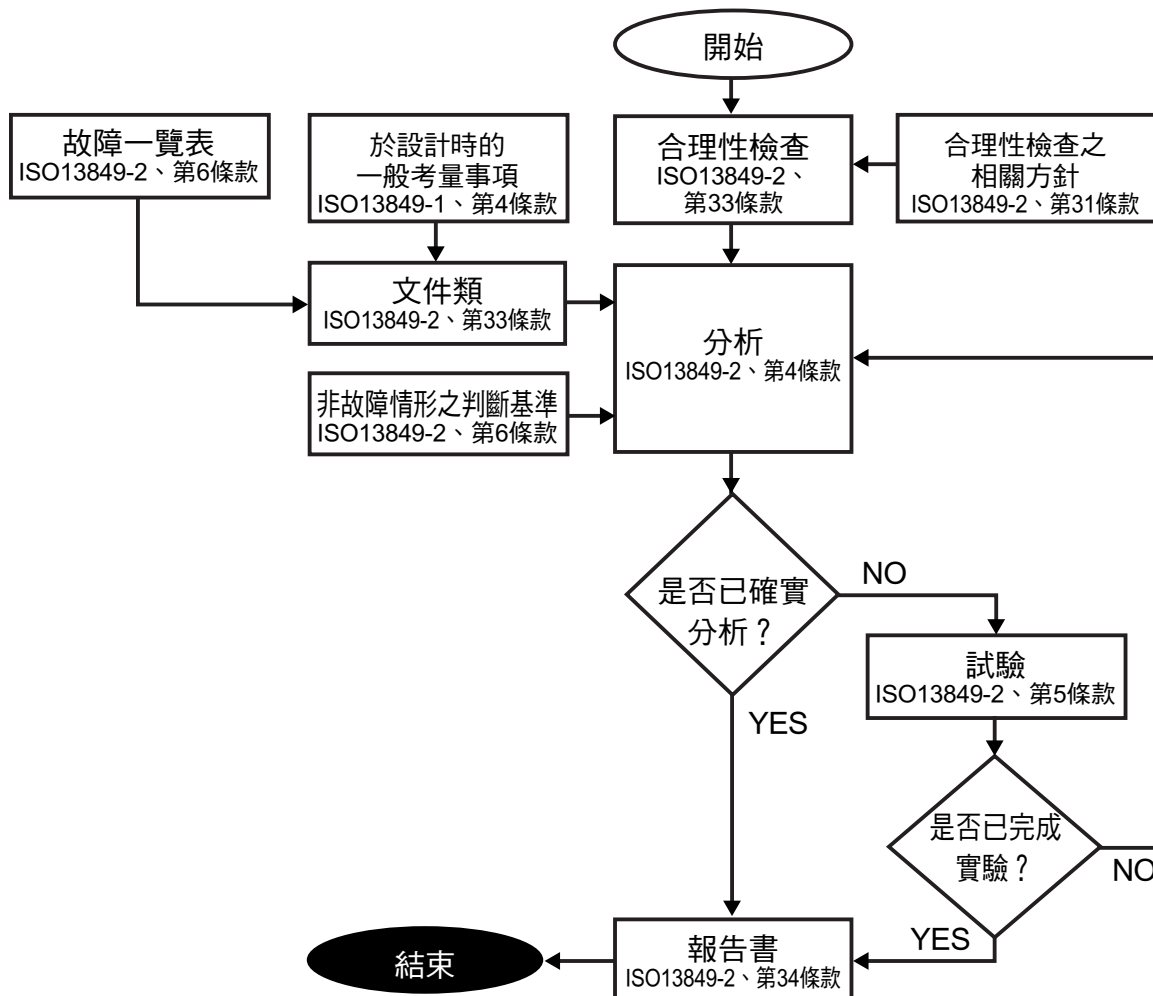 開始
故障一覽表
ISO13849-2、第6條款
於設計時的
一般考量事項
ISO13849-1、第4條款
合理性檢查
ISO13849-2、
第33條款
合理性檢查之
相關方針
ISO13849-2、第31條款
文件類
ISO13849-2、第33條款
分析
ISO13849-2、第4條款
非故障情形之判斷基準
ISO13849-2、第6條款
是否已確實
分析？
NO
試驗
ISO13849-2、第5條款
YES
是否已完成
實驗？
NO
YES
報告書
ISO13849-2、第34條款
結束